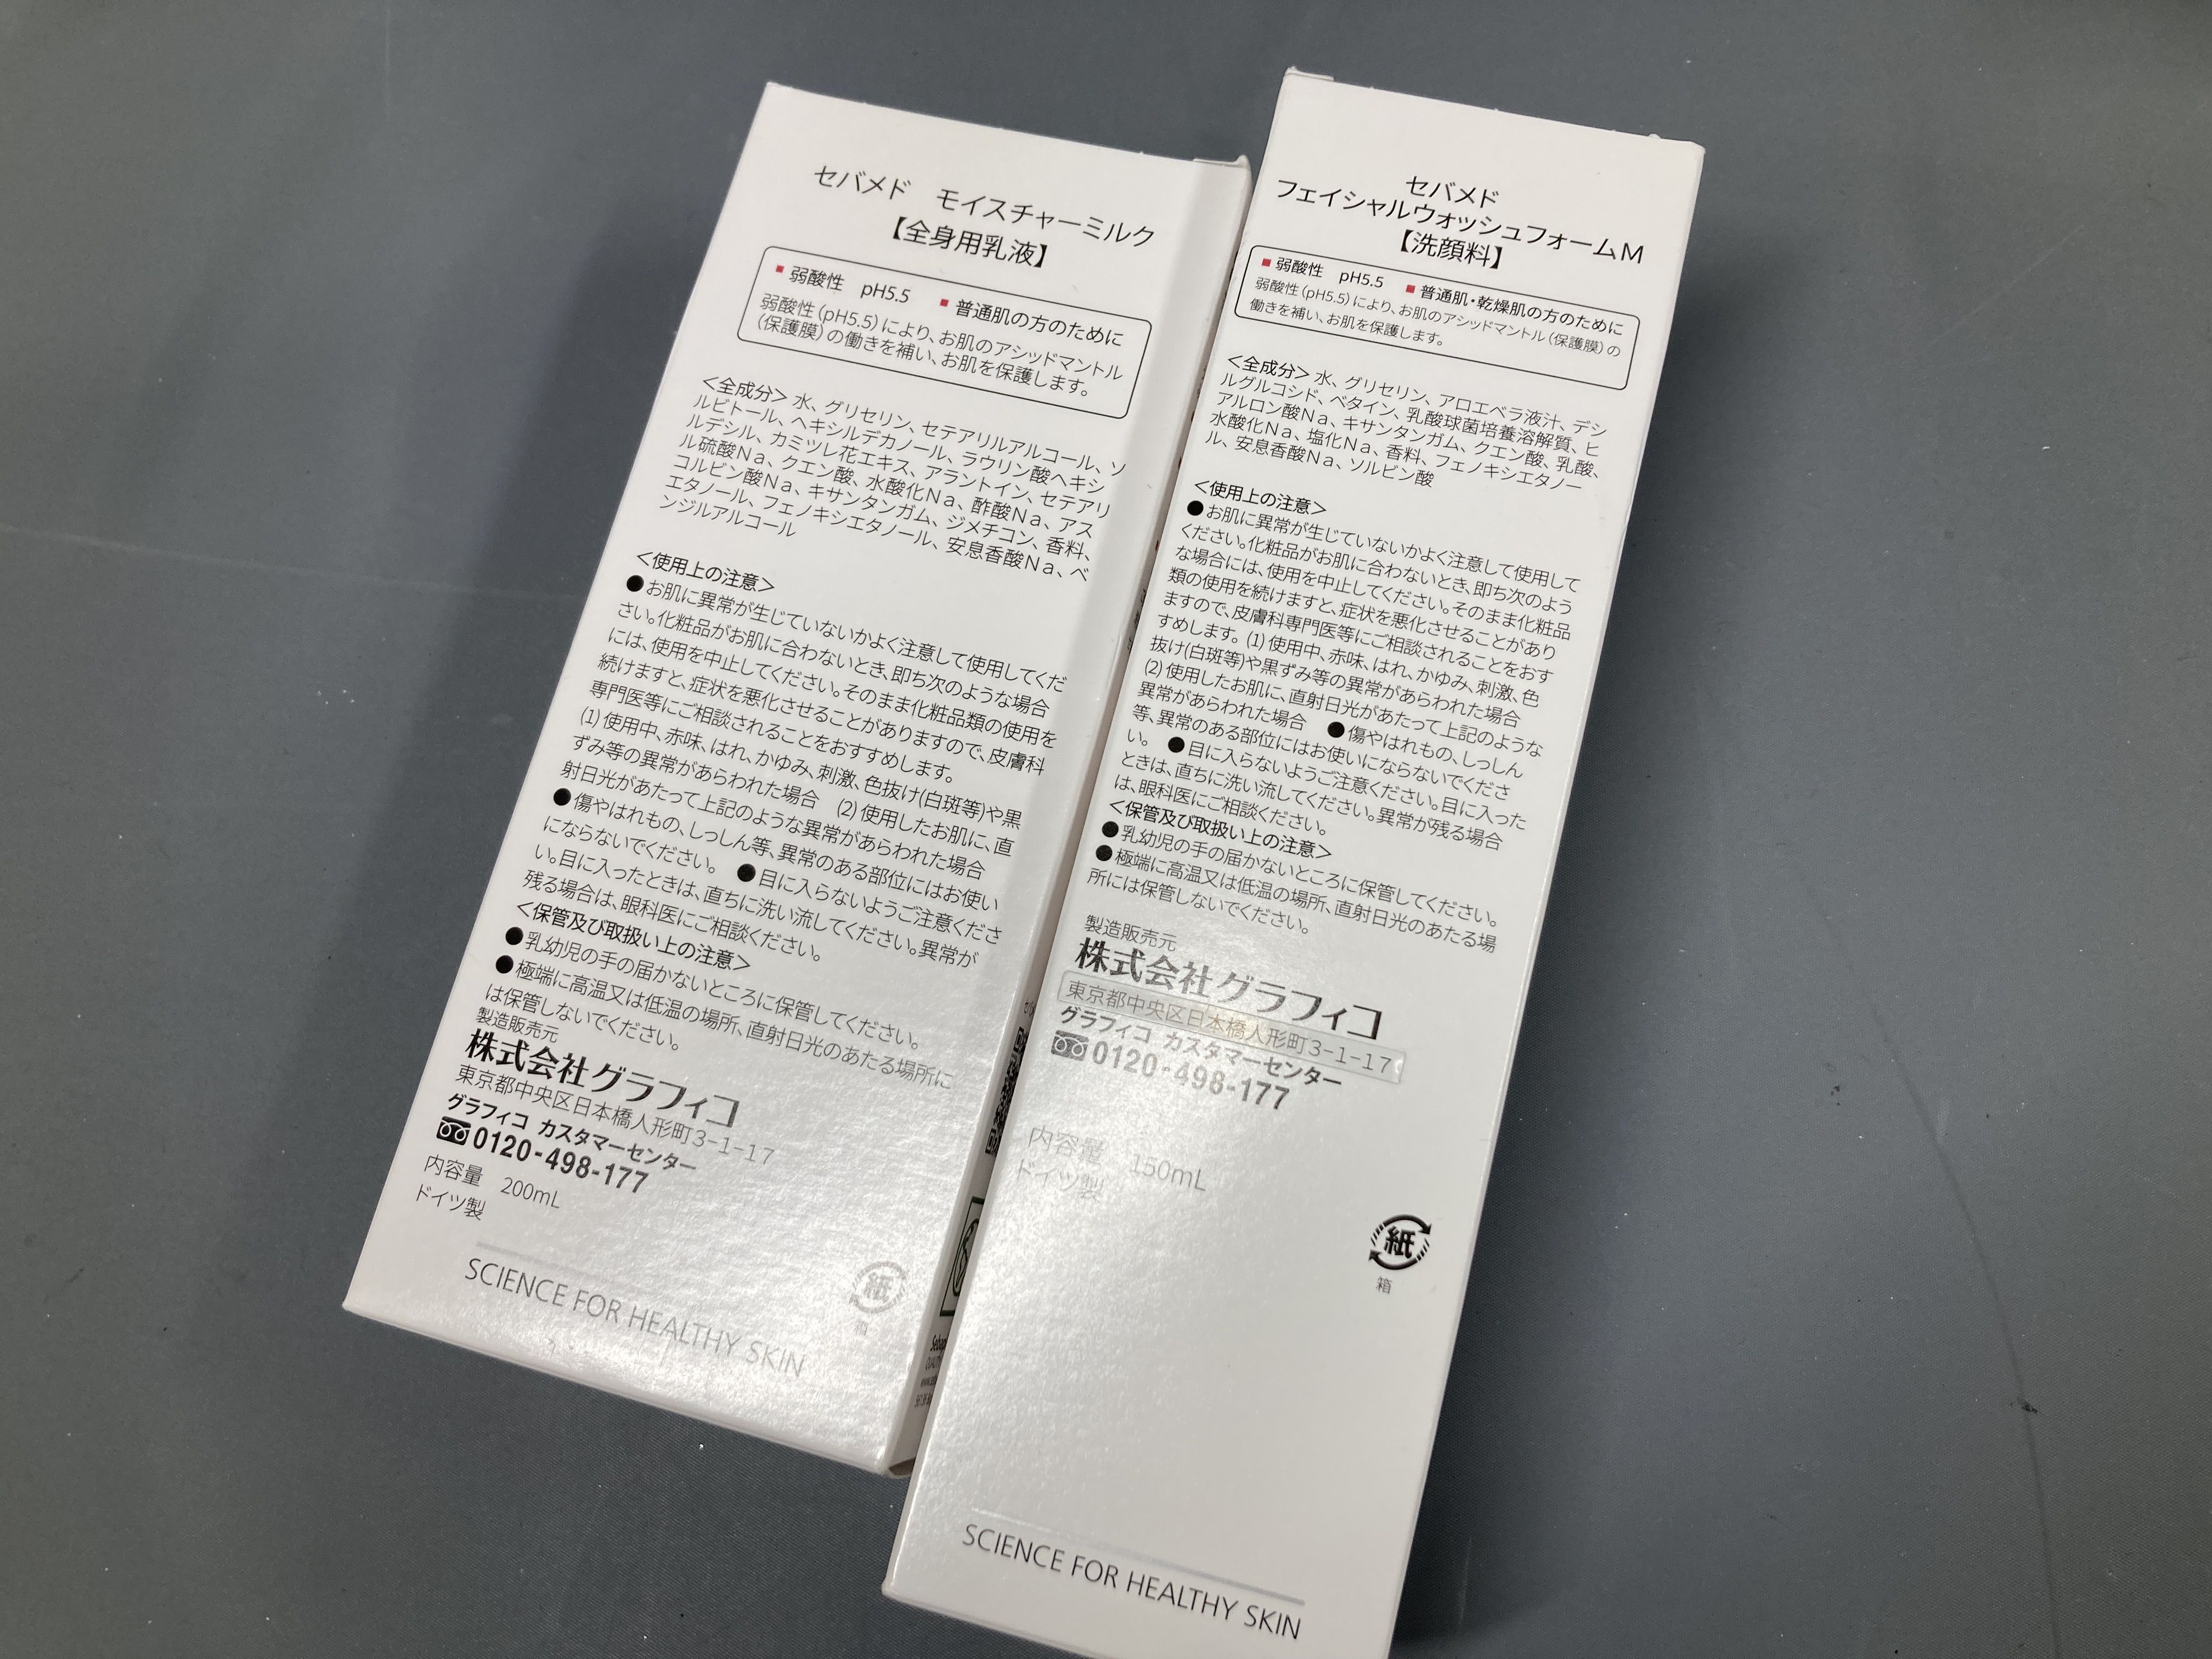 セバメド　モイスチャーミルク
【全身用乳液】
■ 弱酸性　pH5.5　■ 普通肌の方のために
弱酸性（pH5.5）により、お肌のアシッドマントル
（保護膜）の働きを補い、お肌を保護します。
＜全成分＞水、グリセリン、セテアリルアルコール、ソ
ルビトール、ヘキシルデカノール、ラウリン酸ヘキシ
ルデシル、カミツレ花エキス、アラントイン、セテアリ
ル硫酸Ｎａ、クエン酸、水酸化Ｎａ、酢酸Ｎａ、アス
コルビン酸Ｎａ、キサンタンガム、ジメチコン、香料、
エタノール、フェノキシエタノール、安息香酸Ｎａ、ベ
ンジルアルコール
＜使用上の注意＞
●お肌に異常が生じていないかよく注意して使用してくだ
さい。化粧品がお肌に合わないとき、即ち次のような場合
には、使用を中止してください。そのまま化粧品類の使用を
続けますと、症状を悪化させることがありますので、皮膚科
専門医等にご相談されることをおすすめします。
(1) 使用中、赤味、はれ、かゆみ、刺激、色抜け(白斑等)や黒
ずみ等の異常があらわれた場合　(2) 使用したお肌に、直
射日光があたって上記のような異常があらわれた場合
●傷やはれもの、しっしん等、異常のある部位にはお使い
にならないでください。　●目に入らないようご注意くださ
い。目に入ったときは、直ちに洗い流してください。異常が
残る場合は、眼科医にご相談ください。
＜保管及び取扱い上の注意＞
●乳幼児の手の届かないところに保管してください。
●極端に高温又は低温の場所、直射日光のあたる場所に
は保管しないでください。
製造販売元
株式会社グラフィコ
東京都中央区日本橋人形町３−１−１７
グラフィコ カスタマーセンター
0120-498-177
内容量　200mL
ドイツ製
紙
箱
SCIENCE FOR HEALTHY SKIN
セバメド
フェイシャルウォッシュフォームＭ
【洗顔料】
■ 弱酸性　pH5.5　■ 普通肌・乾燥肌の方のために
弱酸性（pH5.5）により、お肌のアシッドマントル（保護膜）の
働きを補い、お肌を保護します。
＜全成分＞水、グリセリン、アロエベラ液汁、デシ
ルグルコシド、ベタイン、乳酸球菌培養溶解質、ヒ
アルロン酸Ｎａ、キサンタンガム、クエン酸、乳酸、
水酸化Ｎａ、塩化Ｎａ、香料、フェノキシエタノー
ル、安息香酸Ｎａ、ソルビン酸
＜使用上の注意＞
●お肌に異常が生じていないかよく注意して使用して
ください。化粧品がお肌に合わないとき、即ち次のよう
な場合には、使用を中止してください。そのまま化粧品
類の使用を続けますと、症状を悪化させることがあり
ますので、皮膚科専門医等にご相談されることをおす
すめします。(1) 使用中、赤味、はれ、かゆみ、刺激、色
抜け(白斑等)や黒ずみ等の異常があらわれた場合
(2) 使用したお肌に、直射日光があたって上記のような
異常があらわれた場合　●傷やはれもの、しっしん
等、異常のある部位にはお使いにならないでくださ
い。　●目に入らないようご注意ください。目に入った
ときは、直ちに洗い流してください。異常が残る場合
は、眼科医にご相談ください。
＜保管及び取扱い上の注意＞
●乳幼児の手の届かないところに保管してください。
●極端に高温又は低温の場所、直射日光のあたる場
所には保管しないでください。
製造販売元
株式会社グラフィコ
東京都中央区日本橋人形町３−１−１７
グラフィコ カスタマーセンター
0120-498-177
内容量　150mL
ドイツ製
紙
箱
SCIENCE FOR HEALTHY SKIN